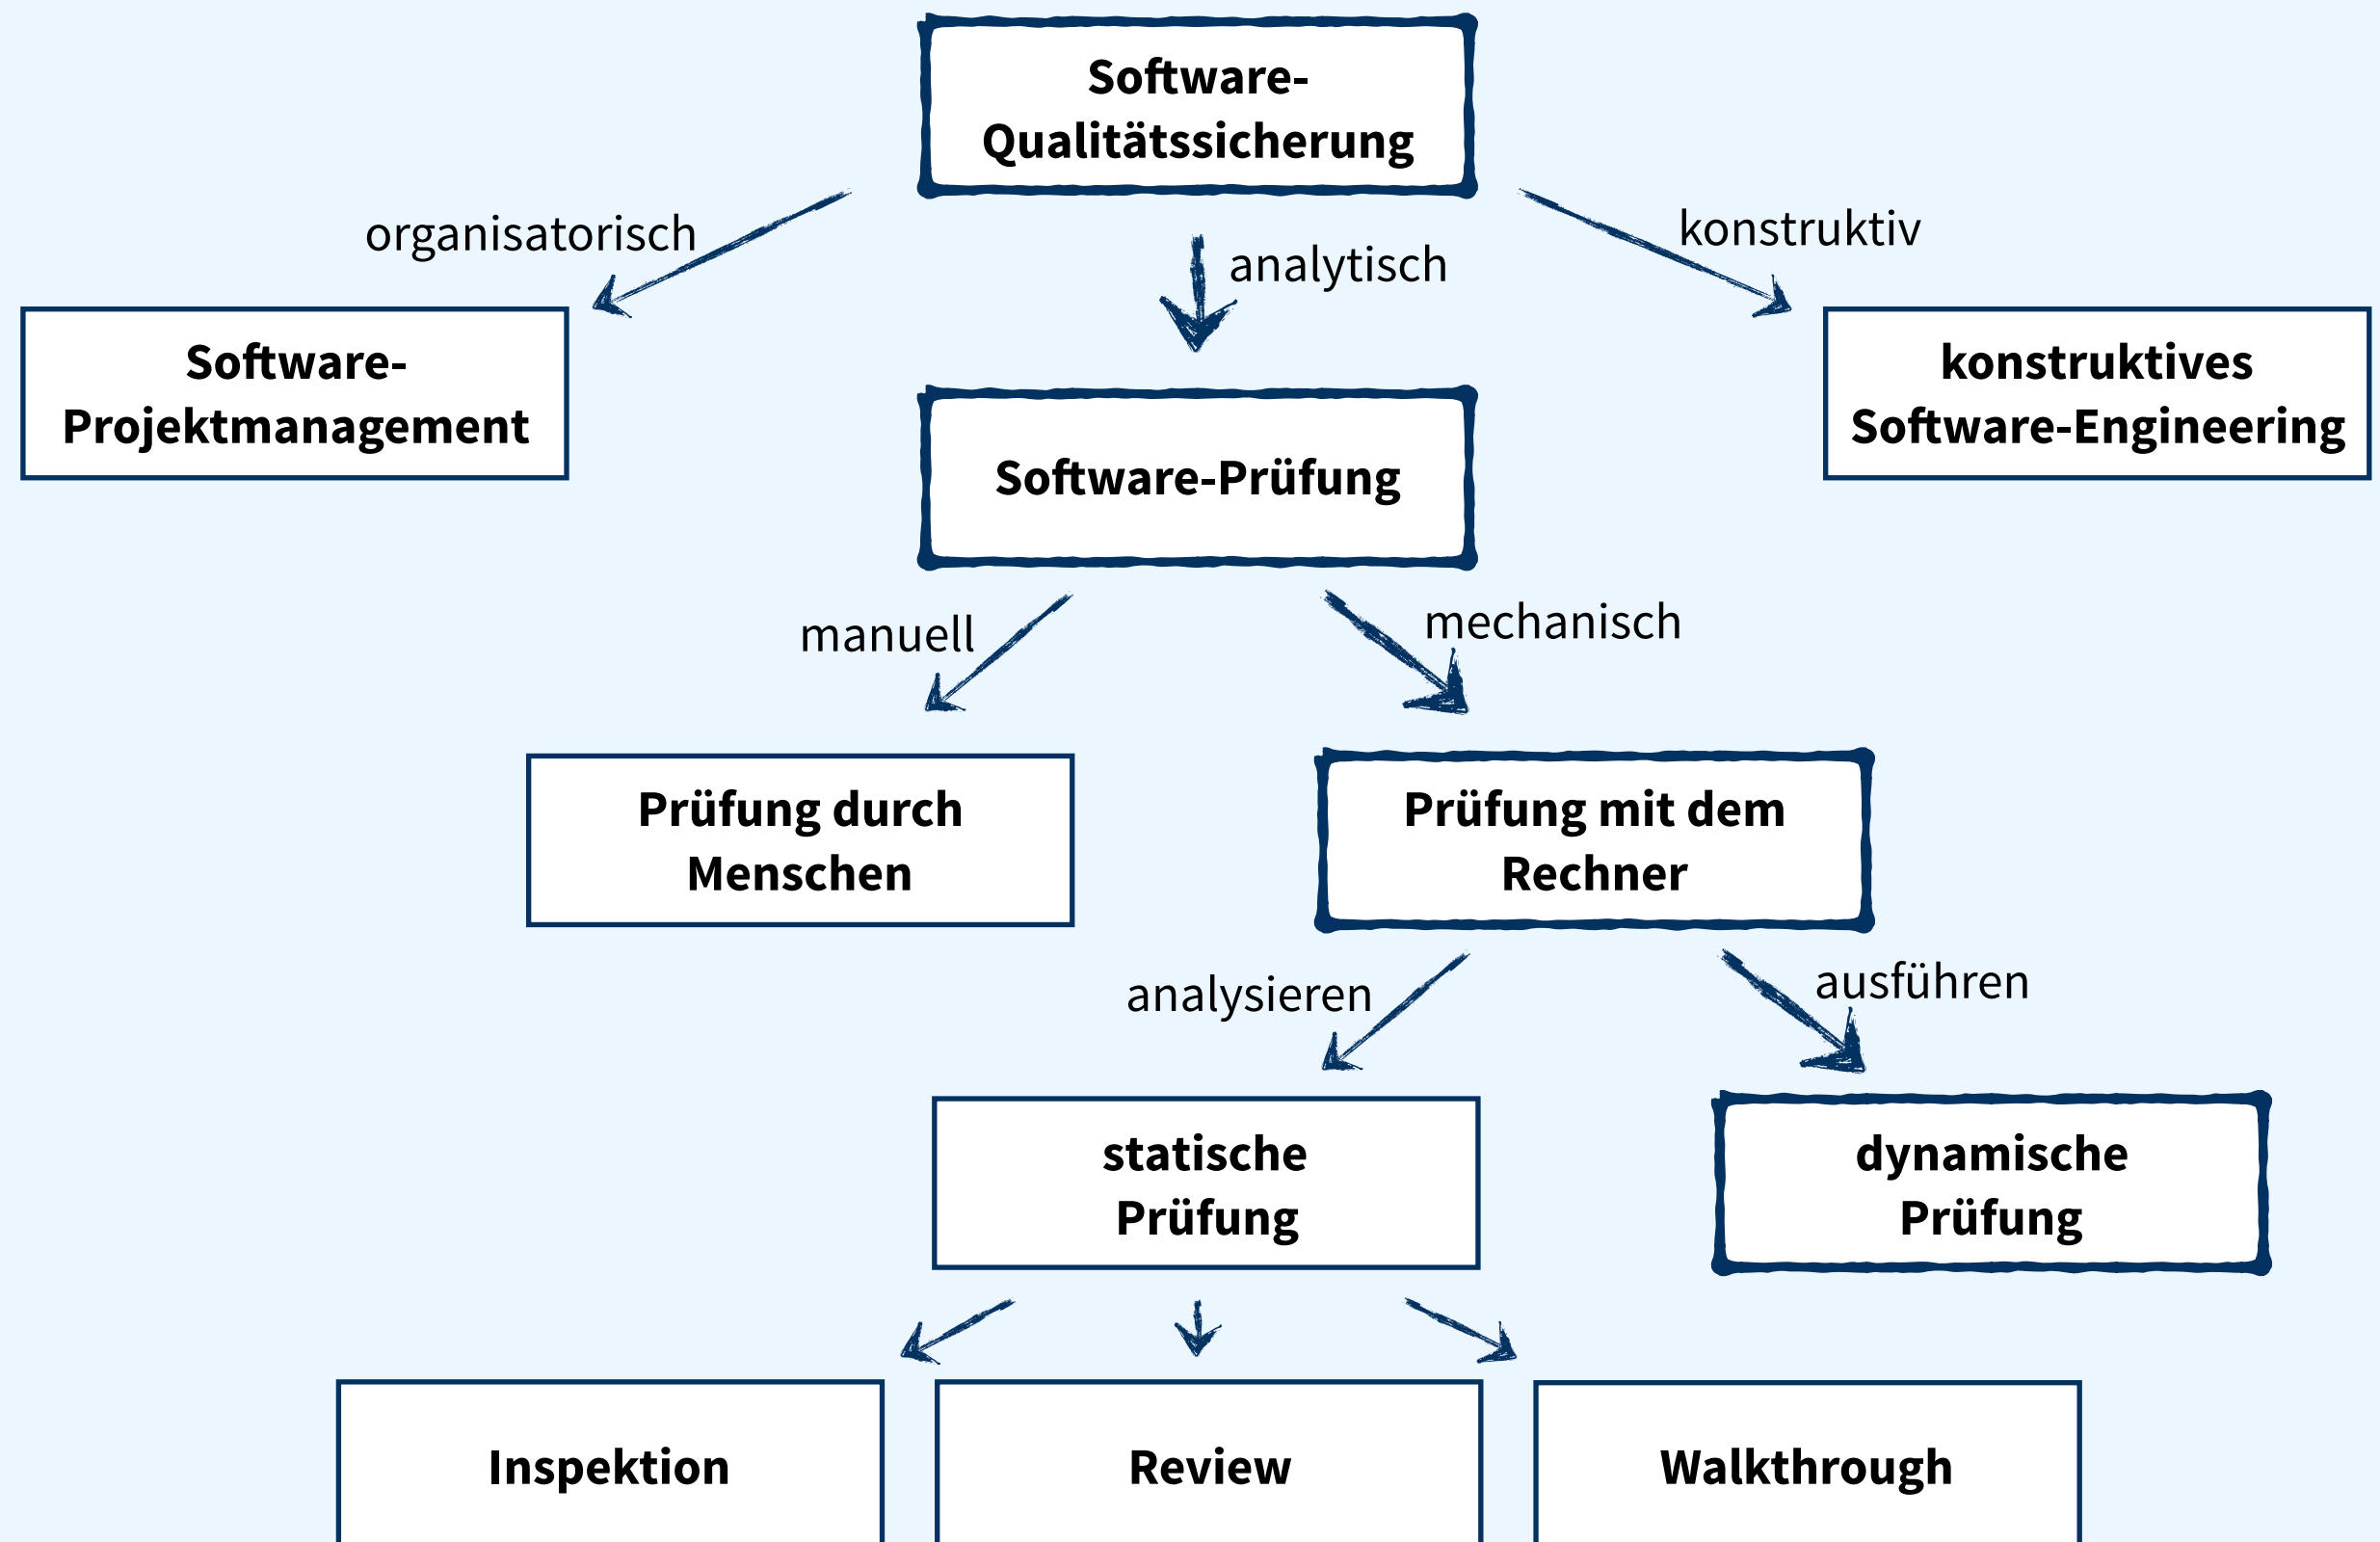 Software-
Qualitätssicherung
organisatorisch
analytisch
konstruktiv
Software-
Projektmanagement
konstruktives
Software-Engineering
Software-Prüfung
manuell
mechanisch
Prüfung durch
Menschen
Prüfung mit dem
Rechner
analysieren
ausführen
statische
Prüfung
dynamische
Prüfung
Inspektion
Review
Walkthrough